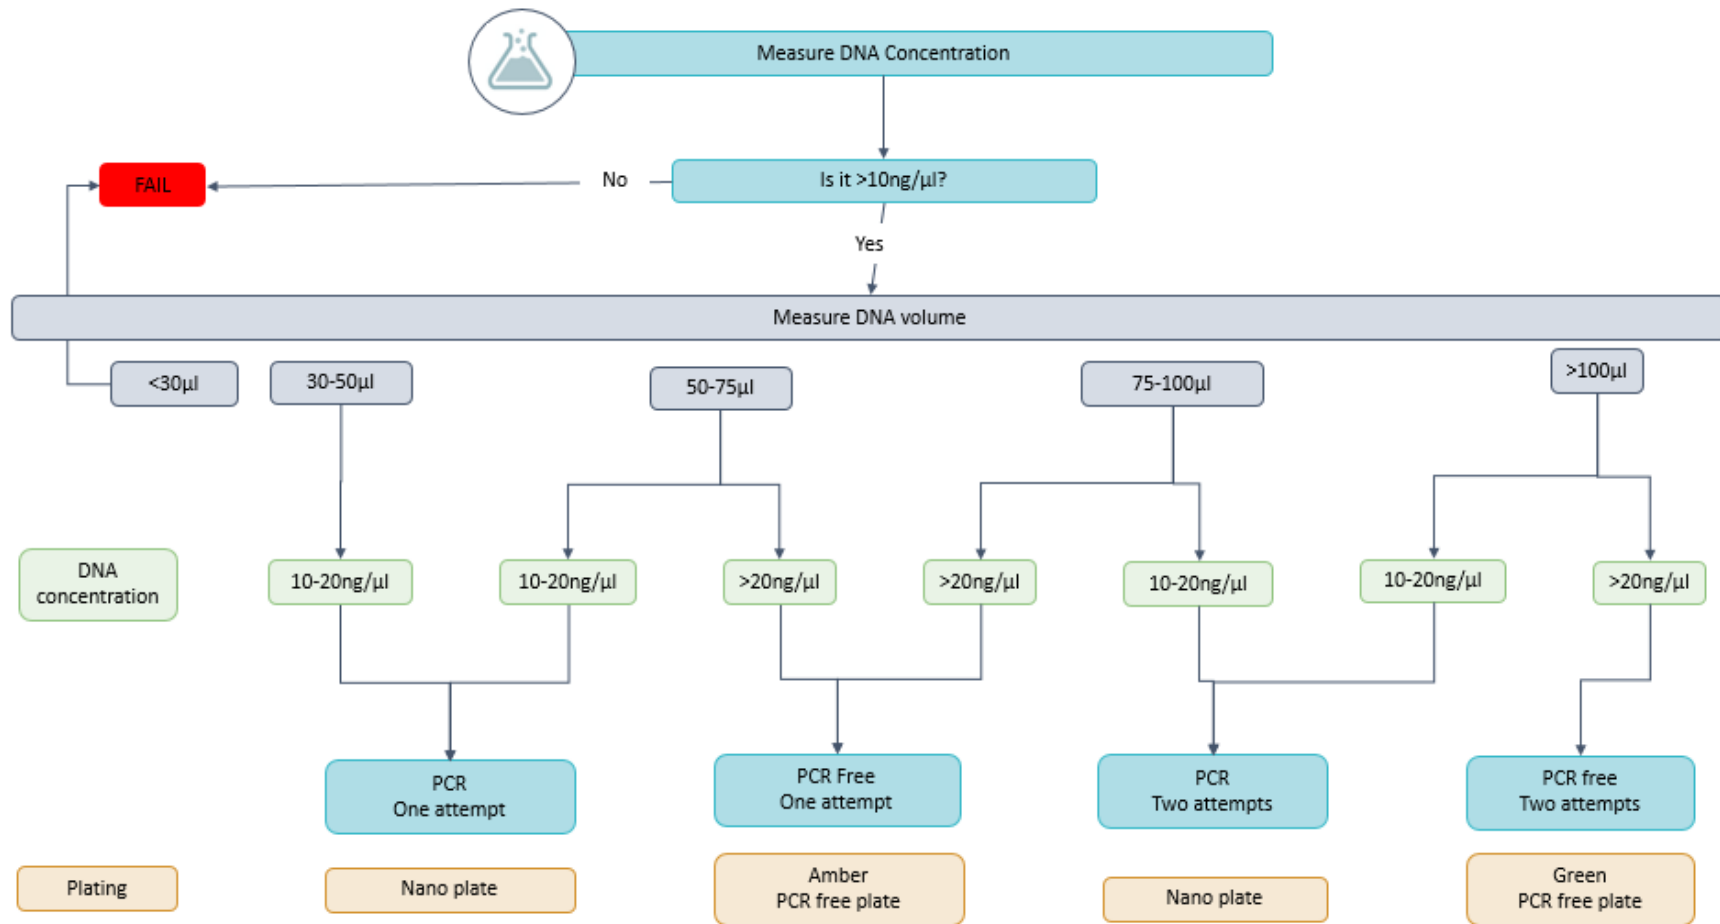 Measure DNA Concentration
FAIL
No
Is it >10ng/µl?
Yes
Measure DNA volume
<30µl
30-50µl
50-75µl
75-100µl
>100µl
DNA
concentration
10-20ng/µl
10-20ng/µl
>20ng/µl
>20ng/µl
10-20ng/µl
10-20ng/µl
>20ng/µl
PCR
One attempt
PCR Free
One attempt
PCR
Two attempts
PCR free
Two attempts
Plating
Nano plate
Amber
PCR free plate
Nano plate
Green
PCR free plate